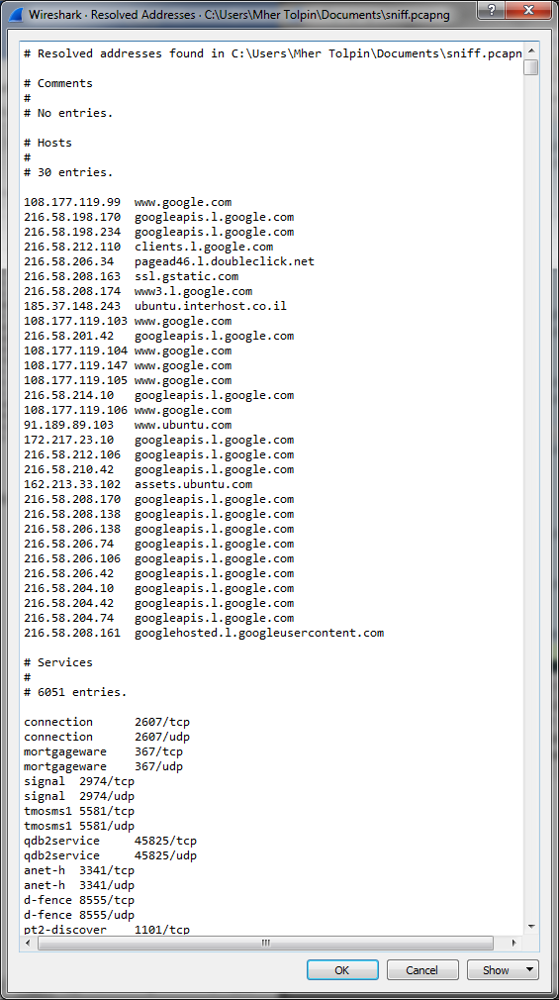 Wireshark · Resolved Addresses · C:\Users\Mher Tolpin\Documents\sniff.pcapng
# Resolved addresses found in C:\Users\Mher Tolpin\Documents\sniff.pcapn
# Comments
#
# No entries.
# Hosts
#
# 30 entries.
108.177.119.99 www.google.com
216.58.198.170 googleapis.l.google.com
216.58.198.234 googleapis.l.google.com
216.58.212.110 clients.l.google.com
216.58.206.34 pagead46.l.doubleclick.net
216.58.208.163 ssl.gstatic.com
216.58.208.174 www3.l.google.com
185.37.148.243 ubuntu.interhost.co.il
108.177.119.103 www.google.com
216.58.201.42 googleapis.l.google.com
108.177.119.104 www.google.com
108.177.119.147 www.google.com
108.177.119.105 www.google.com
216.58.214.10 googleapis.l.google.com
108.177.119.106 www.google.com
91.189.89.103 www.ubuntu.com
172.217.23.10 googleapis.l.google.com
216.58.212.106 googleapis.l.google.com
216.58.210.42 googleapis.l.google.com
162.213.33.102 assets.ubuntu.com
216.58.208.170 googleapis.l.google.com
216.58.208.138 googleapis.l.google.com
216.58.206.138 googleapis.l.google.com
216.58.206.74 googleapis.l.google.com
216.58.206.106 googleapis.l.google.com
216.58.206.42 googleapis.l.google.com
216.58.204.10 googleapis.l.google.com
216.58.204.42 googleapis.l.google.com
216.58.204.74 googleapis.l.google.com
216.58.208.161 googlehosted.l.googleusercontent.com
# Services
#
# 6051 entries.
connection 2607/tcp
connection 2607/udp
mortgageware 367/tcp
mortgageware 367/udp
signal 2974/tcp
signal 2974/udp
tmosms1 5581/tcp
tmosms1 5581/udp
qdb2service 45825/tcp
qdb2service 45825/udp
anet-h 3341/tcp
anet-h 3341/udp
d-fence 8555/tcp
d-fence 8555/udp
pt2-discover 1101/tcp
OK Cancel Show